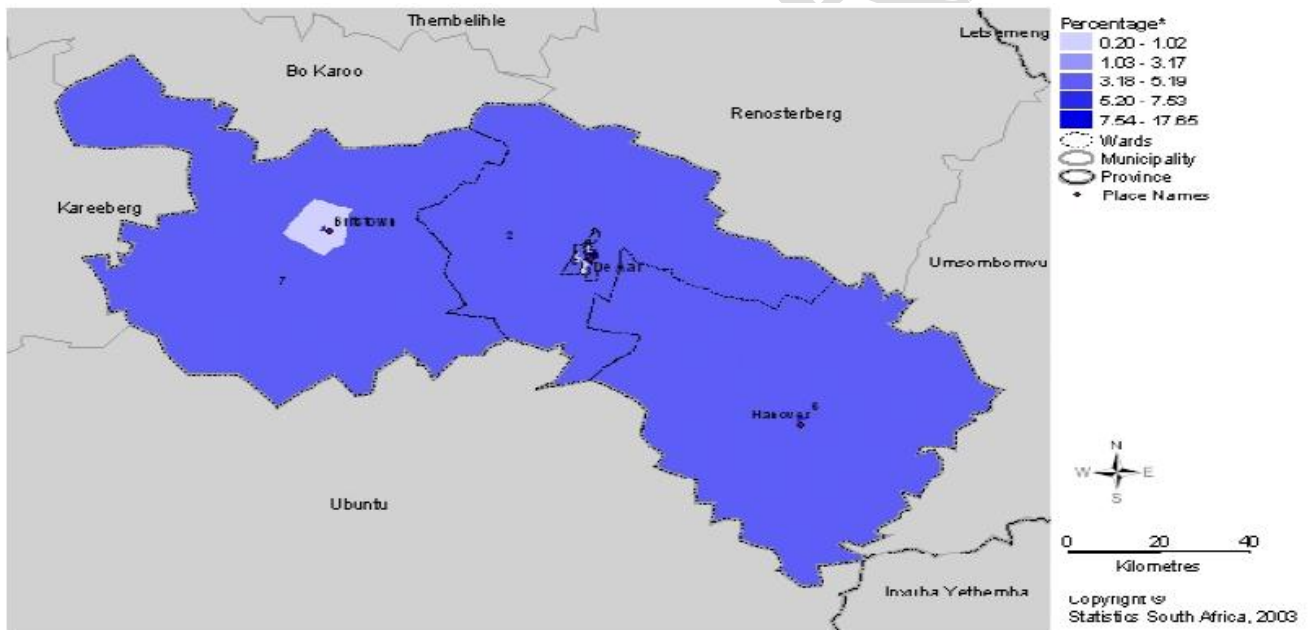 Thembelihle
Bo Karoo
Letsemeng
Renosterberg
Kareeberg
Britstown
2
De Aar
7
Umsombomvu
Hanover
6
Ubuntu
Inxuba Yethemba
Percentage*
0.20 - 1.02
1.03 - 3.17
3.18 - 5.19
5.20 - 7.53
7.54 - 17.65
Wards
Municipality
Province
Place Names
N
W
E
S
0 20 40
Kilometres
Copyright ©
Statistics South Africa, 2003